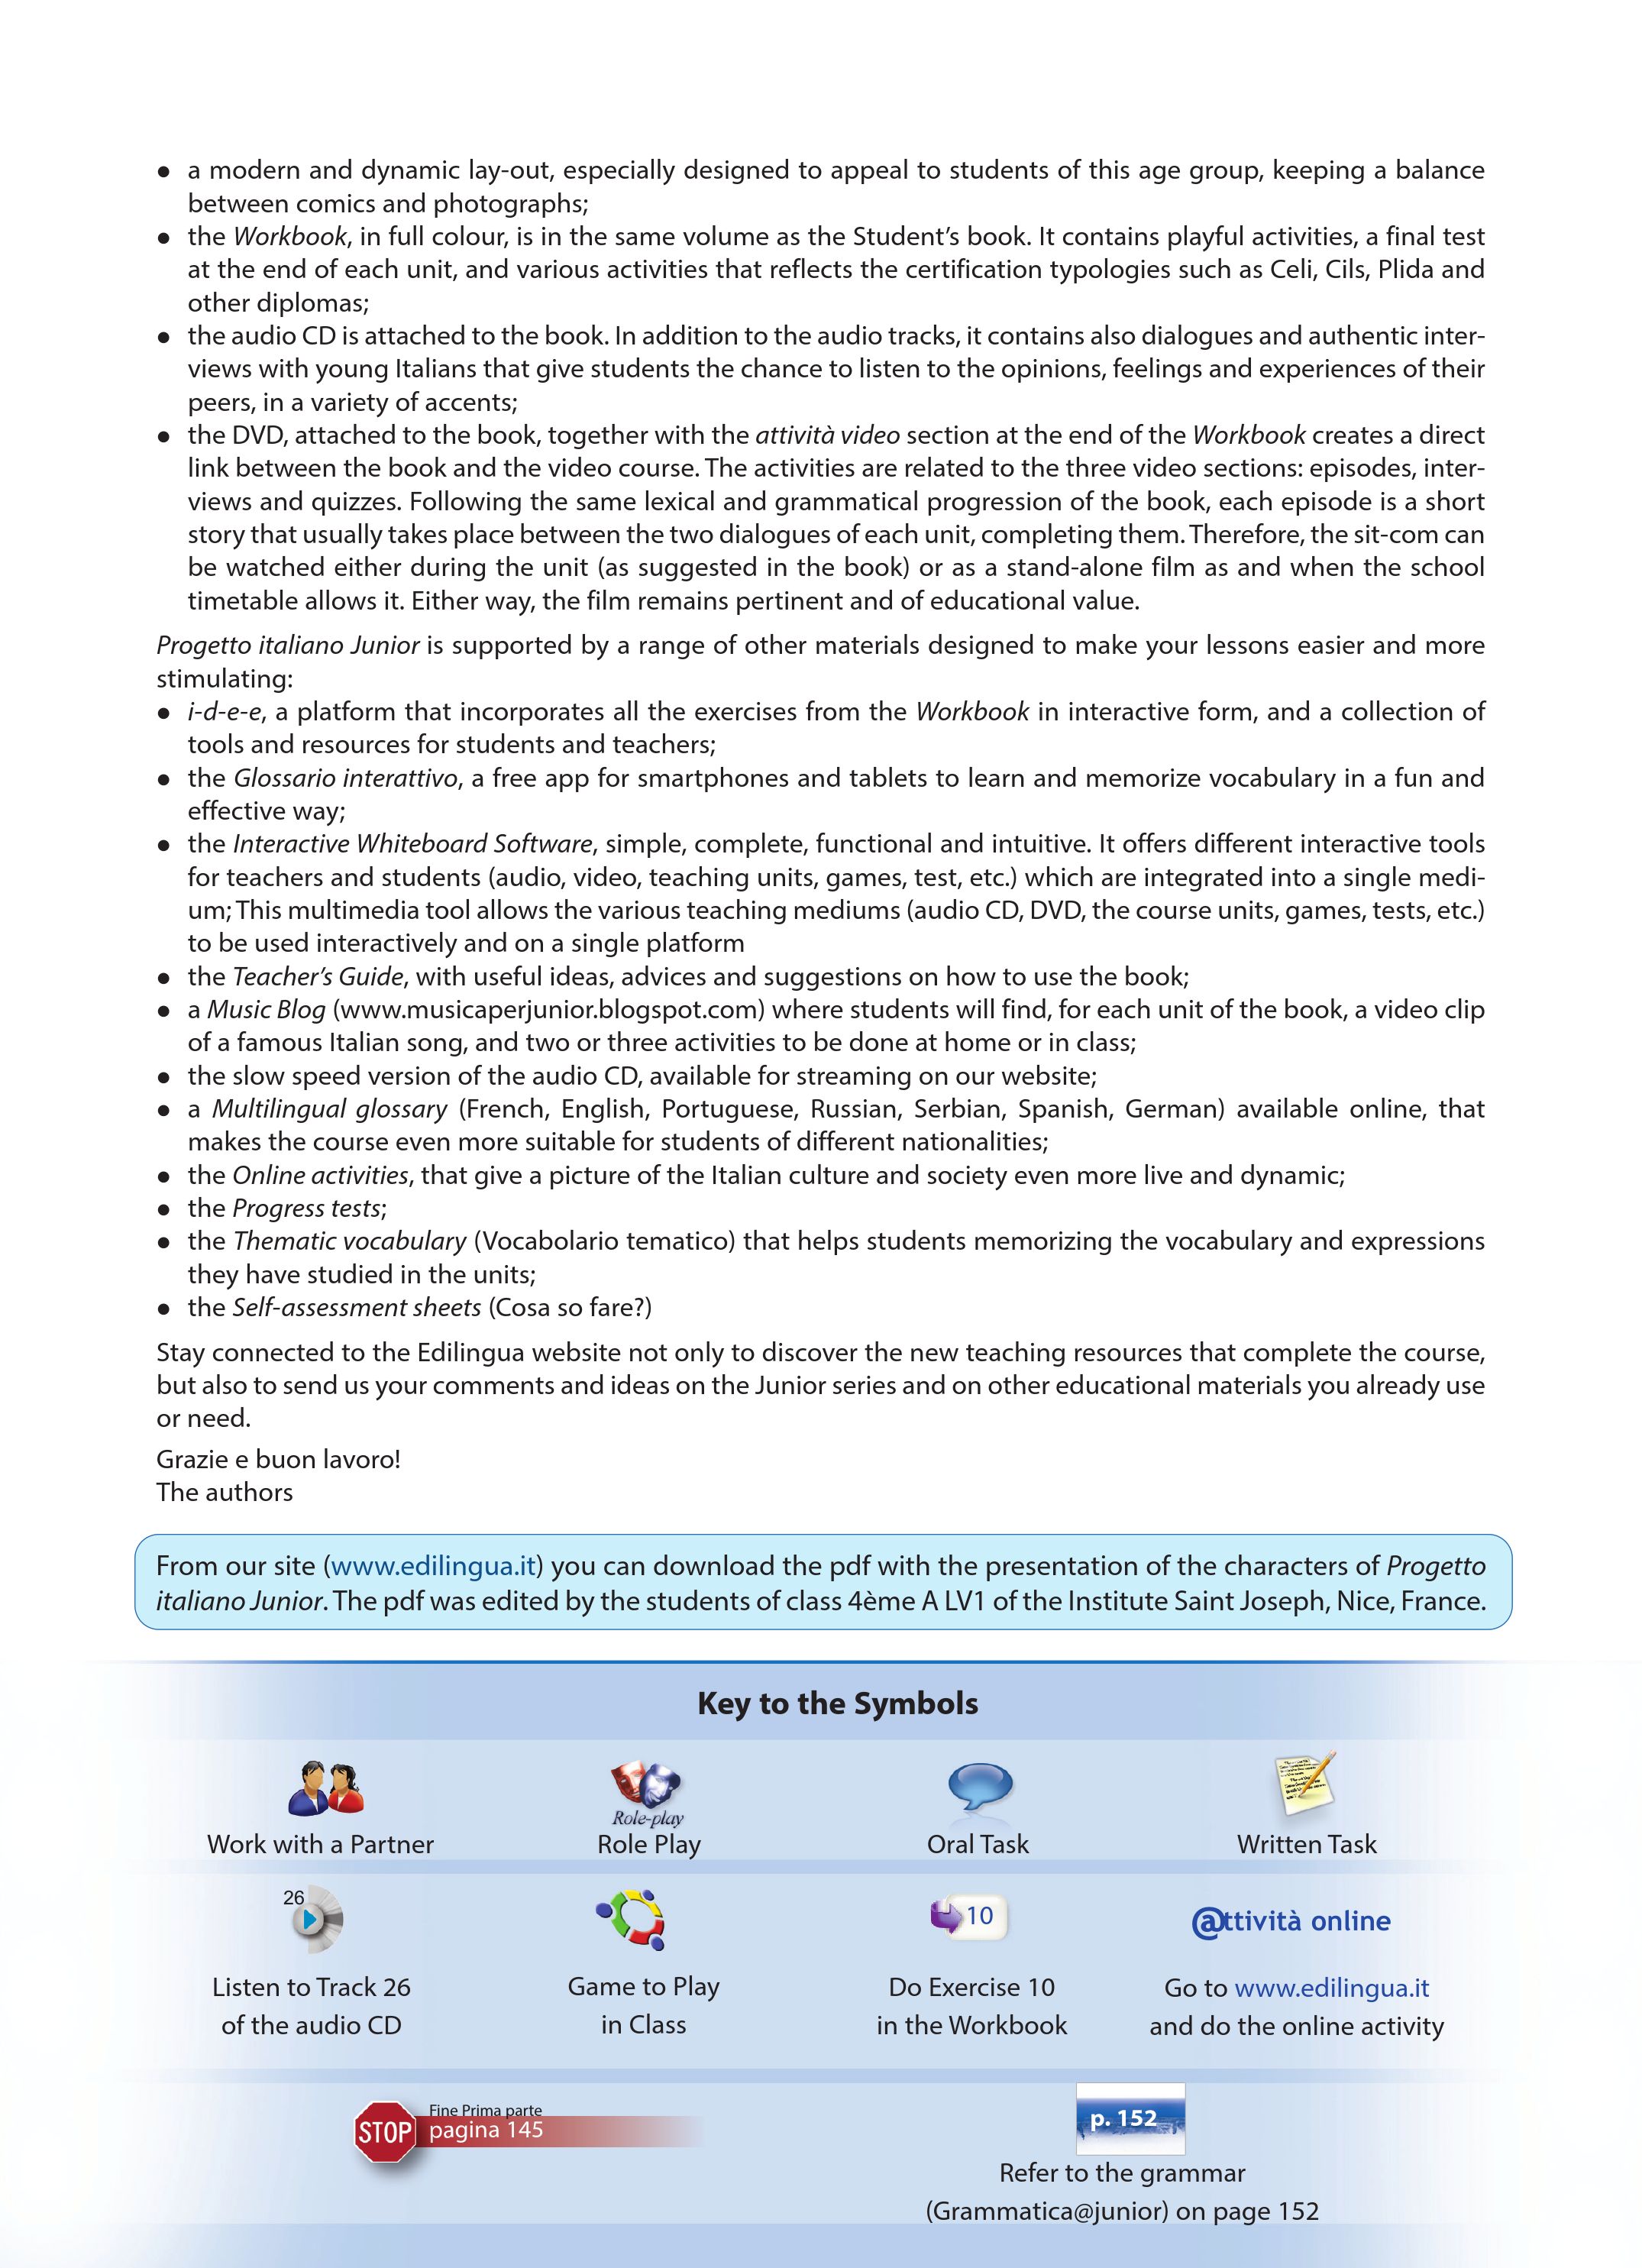 ● a modern and dynamic lay-out, especially designed to appeal to students of this age group, keeping a balance
between comics and photographs;
● the Workbook, in full colour, is in the same volume as the Student’s book. It contains playful activities, a final test
at the end of each unit, and various activities that reflects the certification typologies such as Celi, Cils, Plida and
other diplomas;
● the audio CD is attached to the book. In addition to the audio tracks, it contains also dialogues and authentic inter-
views with young Italians that give students the chance to listen to the opinions, feelings and experiences of their
peers, in a variety of accents;
● the DVD, attached to the book, together with the attività video section at the end of the Workbook creates a direct
link between the book and the video course. The activities are related to the three video sections: episodes, inter-
views and quizzes. Following the same lexical and grammatical progression of the book, each episode is a short
story that usually takes place between the two dialogues of each unit, completing them. Therefore, the sit-com can
be watched either during the unit (as suggested in the book) or as a stand-alone film as and when the school
timetable allows it. Either way, the film remains pertinent and of educational value.
Progetto italiano Junior is supported by a range of other materials designed to make your lessons easier and more
stimulating:
● i-d-e-e, a platform that incorporates all the exercises from the Workbook in interactive form, and a collection of
tools and resources for students and teachers;
● the Glossario interattivo, a free app for smartphones and tablets to learn and memorize vocabulary in a fun and
effective way;
● the Interactive Whiteboard Software, simple, complete, functional and intuitive. It offers different interactive tools
for teachers and students (audio, video, teaching units, games, test, etc.) which are integrated into a single medi-
um; This multimedia tool allows the various teaching mediums (audio CD, DVD, the course units, games, tests, etc.)
to be used interactively and on a single platform
● the Teacher’s Guide, with useful ideas, advices and suggestions on how to use the book;
● a Music Blog (www.musicaperjunior.blogspot.com) where students will find, for each unit of the book, a video clip
of a famous Italian song, and two or three activities to be done at home or in class;
● the slow speed version of the audio CD, available for streaming on our website;
● a Multilingual glossary (French, English, Portuguese, Russian, Serbian, Spanish, German) available online, that
makes the course even more suitable for students of different nationalities;
● the Online activities, that give a picture of the Italian culture and society even more live and dynamic;
● the Progress tests;
● the Thematic vocabulary (Vocabolario tematico) that helps students memorizing the vocabulary and expressions
they have studied in the units;
● the Self-assessment sheets (Cosa so fare?)
Stay connected to the Edilingua website not only to discover the new teaching resources that complete the course,
but also to send us your comments and ideas on the Junior series and on other educational materials you already use
or need.
Grazie e buon lavoro!
The authors
From our site (www.edilingua.it) you can download the pdf with the presentation of the characters of Progetto
italiano Junior. The pdf was edited by the students of class 4ème A LV1 of the Institute Saint Joseph, Nice, France.
Key to the Symbols
Role-play
Work with a Partner
Role Play
Oral Task
Written Task
26
10
@ttività online
Listen to Track 26
of the audio CD
Game to Play
in Class
Do Exercise 10
in the Workbook
Go to www.edilingua.it
and do the online activity
STOP
Fine Prima parte
pagina 145
p. 152
Refer to the grammar
(Grammatica@junior) on page 152